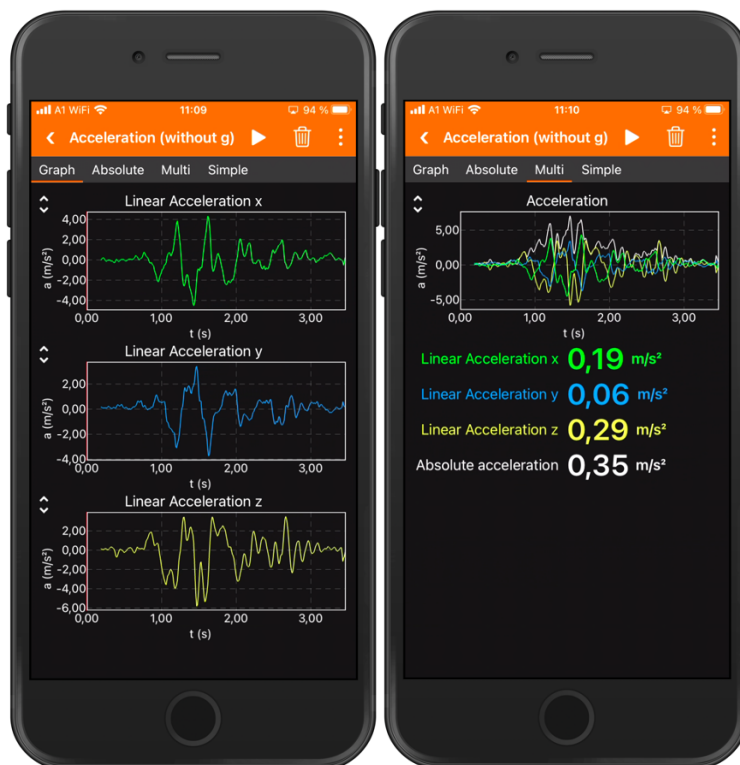 A1 WiFi 11:09 94 %
Acceleration (without g)
Graph Absolute Multi Simple
Linear Acceleration x
4,00
2,00
0,00
-2,00
-4,00
a (m/s²)
0,00 1,00 2,00 3,00
t (s)
Linear Acceleration y
2,00
0,00
-2,00
-4,00
a (m/s²)
0,00 1,00 2,00 3,00
t (s)
Linear Acceleration z
2,00
0,00
-2,00
-4,00
-6,00
a (m/s²)
0,00 1,00 2,00 3,00
t (s)
A1 WiFi 11:10 94 %
Acceleration (without g)
Graph Absolute Multi Simple
Acceleration
5,00
0,00
-5,00
a (m/s²)
0,00 1,00 2,00 3,00
t (s)
Linear Acceleration x 0,19 m/s²
Linear Acceleration y 0,06 m/s²
Linear Acceleration z 0,29 m/s²
Absolute acceleration 0,35 m/s²